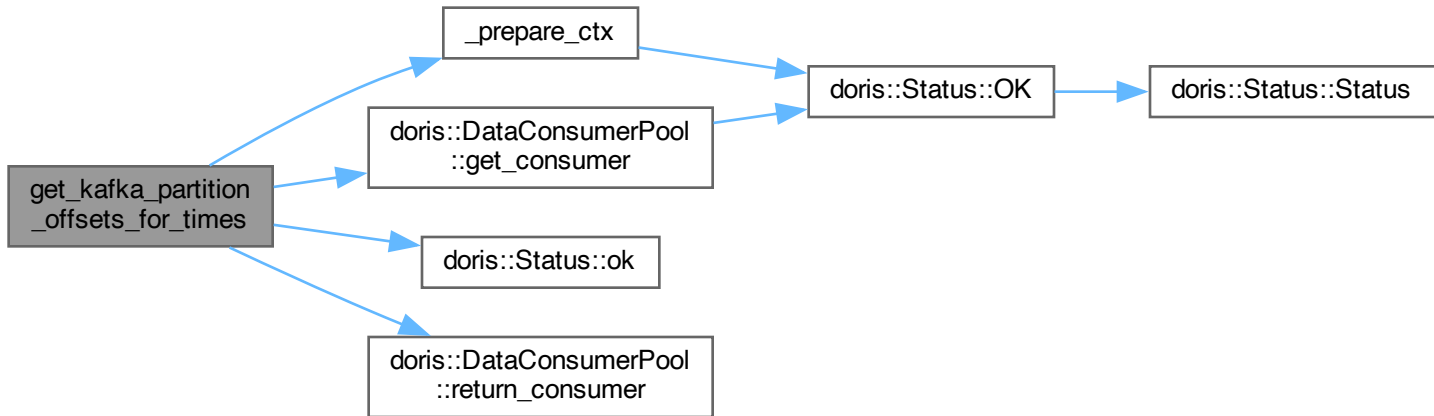 get_kafka_partition
_offsets_for_times
_prepare_ctx
doris::DataConsumerPool
::get_consumer
doris::Status::ok
doris::DataConsumerPool
::return_consumer
doris::Status::OK
doris::Status::Status